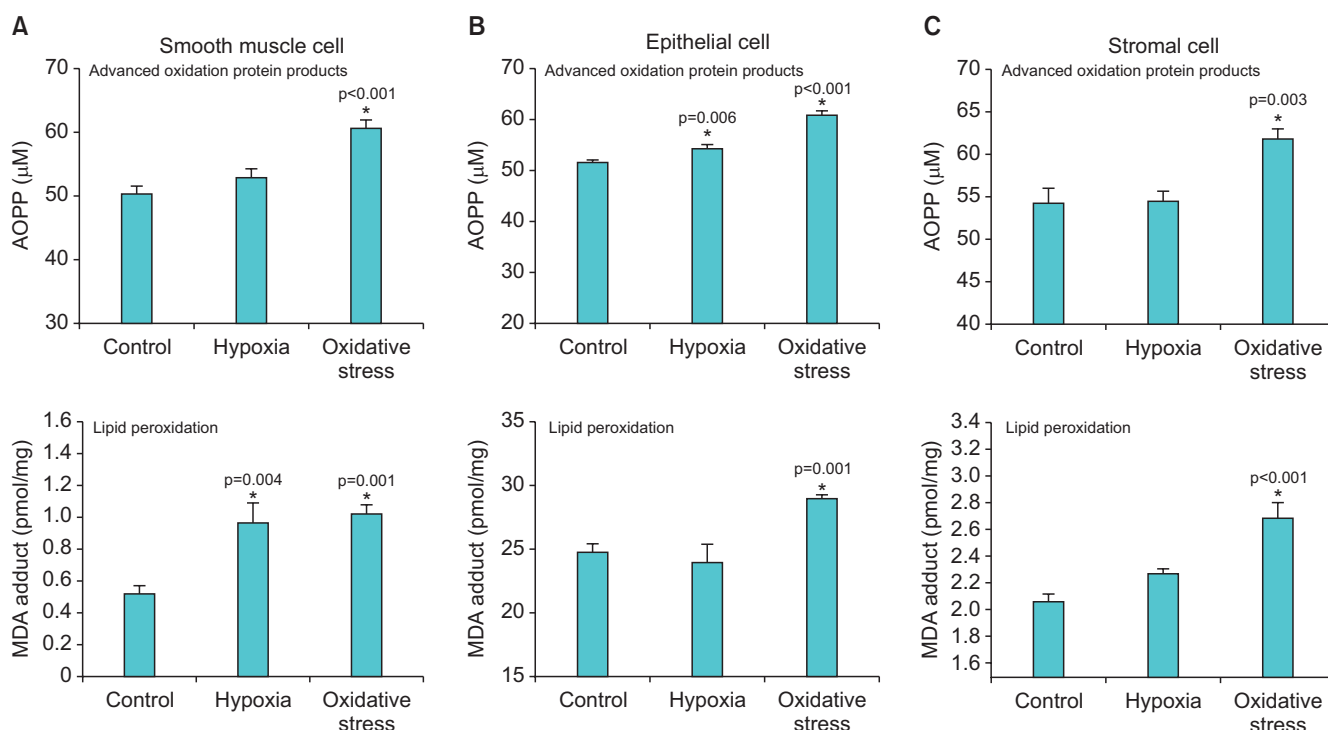 A
Smooth muscle cell
Advanced oxidation protein products
70
60
50
40
30
AOPP (μM)
p<0.001
*
Control
Hypoxia
Oxidative
stress
B
Epithelial cell
Advanced oxidation protein products
70
60
50
40
30
20
AOPP (μM)
p=0.006
*
p<0.001
*
Control
Hypoxia
Oxidative
stress
C
Stromal cell
Advanced oxidation protein products
70
65
60
55
50
45
40
AOPP (μM)
p=0.003
*
Control
Hypoxia
Oxidative
stress
Lipid peroxidation
1.6
1.4
1.2
1.0
0.8
0.6
0.4
0.2
0
MDA adduct (pmol/mg)
p=0.004
*
p=0.001
*
Control
Hypoxia
Oxidative
stress
Lipid peroxidation
35
30
25
20
15
MDA adduct (pmol/mg)
p=0.001
*
Control
Hypoxia
Oxidative
stress
Lipid peroxidation
3.4
3.2
3.0
2.8
2.6
2.4
2.2
2.0
1.8
1.6
MDA adduct (pmol/mg)
p<0.001
*
Control
Hypoxia
Oxidative
stress